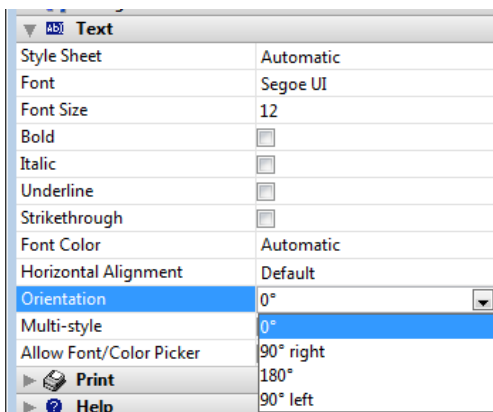 Text
Style Sheet Automatic
Font Segoe UI
Font Size 12
Bold
Italic
Underline
Strikethrough
Font Color Automatic
Horizontal Alignment Default
Orientation 0°
Multi-style 0°
Allow Font/Color Picker 90° right
Print 180°
Help 90° left